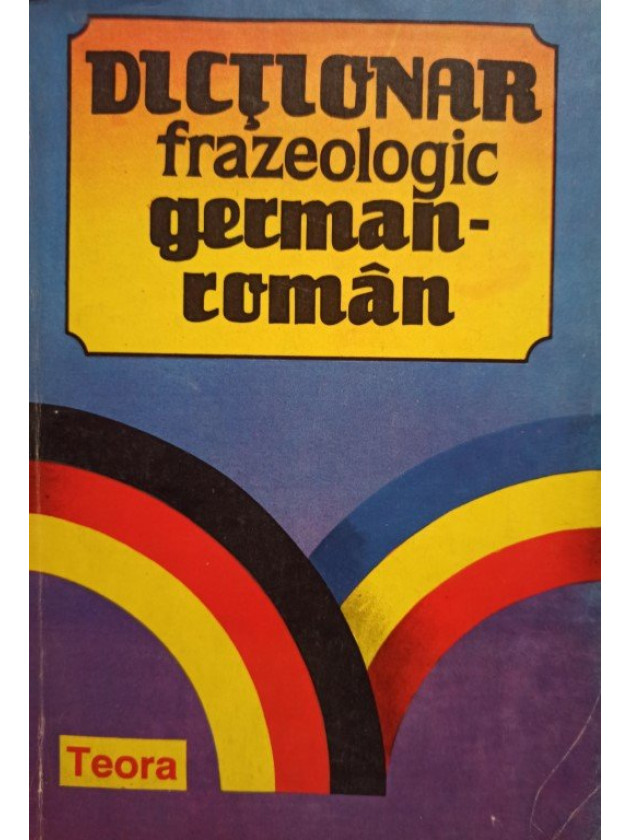 DICŢIONAR
frazeologic
german-
român
Teora